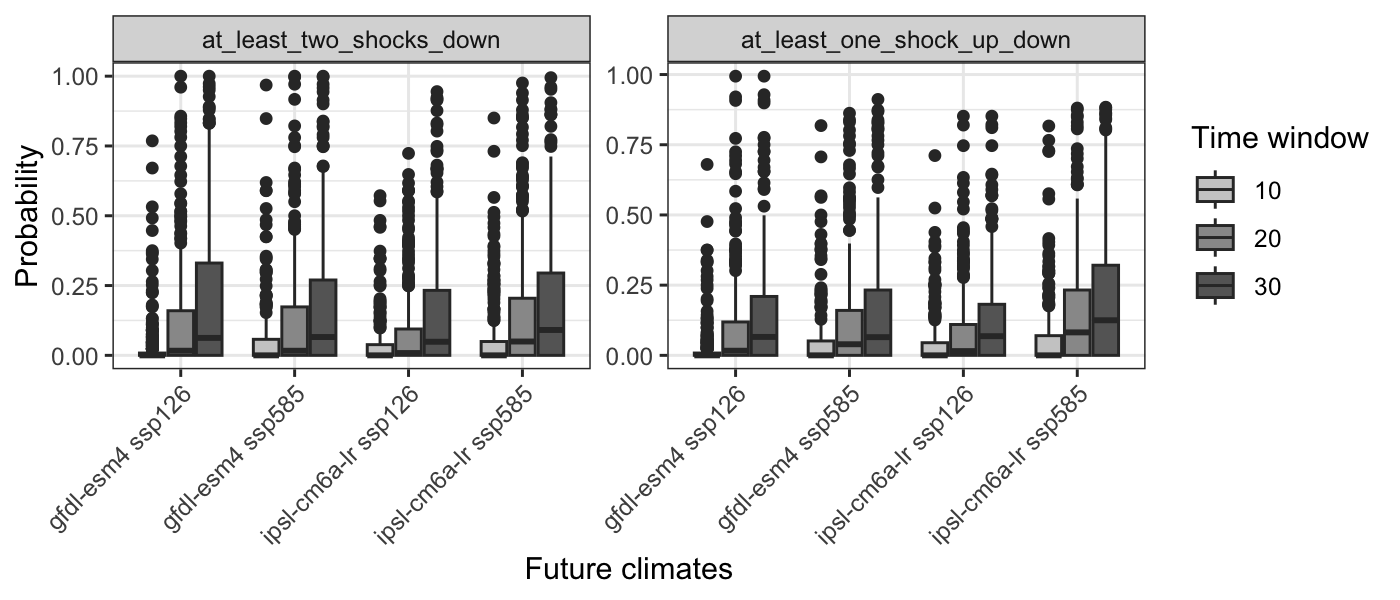 at_least_two_shocks_down
at_least_one_shock_up_down
Probability
1.00
0.75
0.50
0.25
0.00
1.00
0.75
0.50
0.25
0.00
gfdl-esm4 ssp126
gfdl-esm4 ssp585
ipsl-cm6a-lr ssp126
ipsl-cm6a-lr ssp585
gfdl-esm4 ssp126
gfdl-esm4 ssp585
ipsl-cm6a-lr ssp126
ipsl-cm6a-lr ssp585
Future climates
Time window
10
20
30